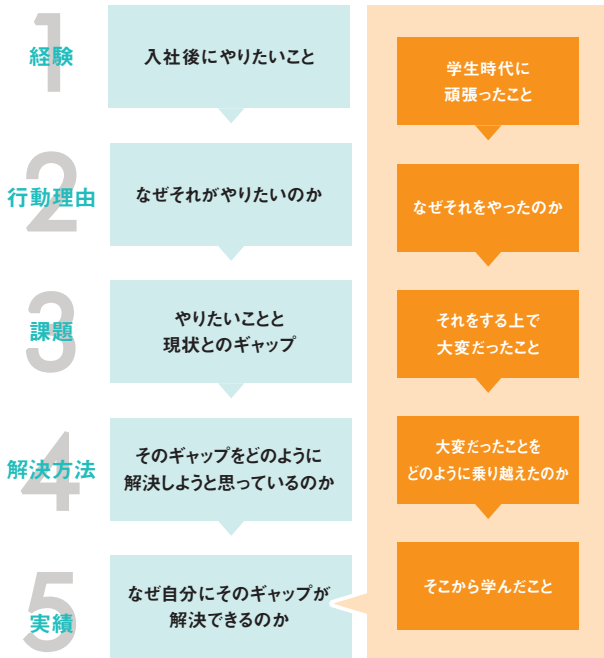 1
経験
入社後にやりたいこと
学生時代に
頑張ったこと
2
行動理由
なぜそれがやりたいのか
なぜそれをやったのか
3
課題
やりたいことと
現状とのギャップ
それをする上で
大変だったこと
4
解決方法
そのギャップをどのように
解決しようと思っているのか
大変だったことを
どのように乗り越えたのか
5
実績
なぜ自分にそのギャップが
解決できるのか
そこから学んだこと